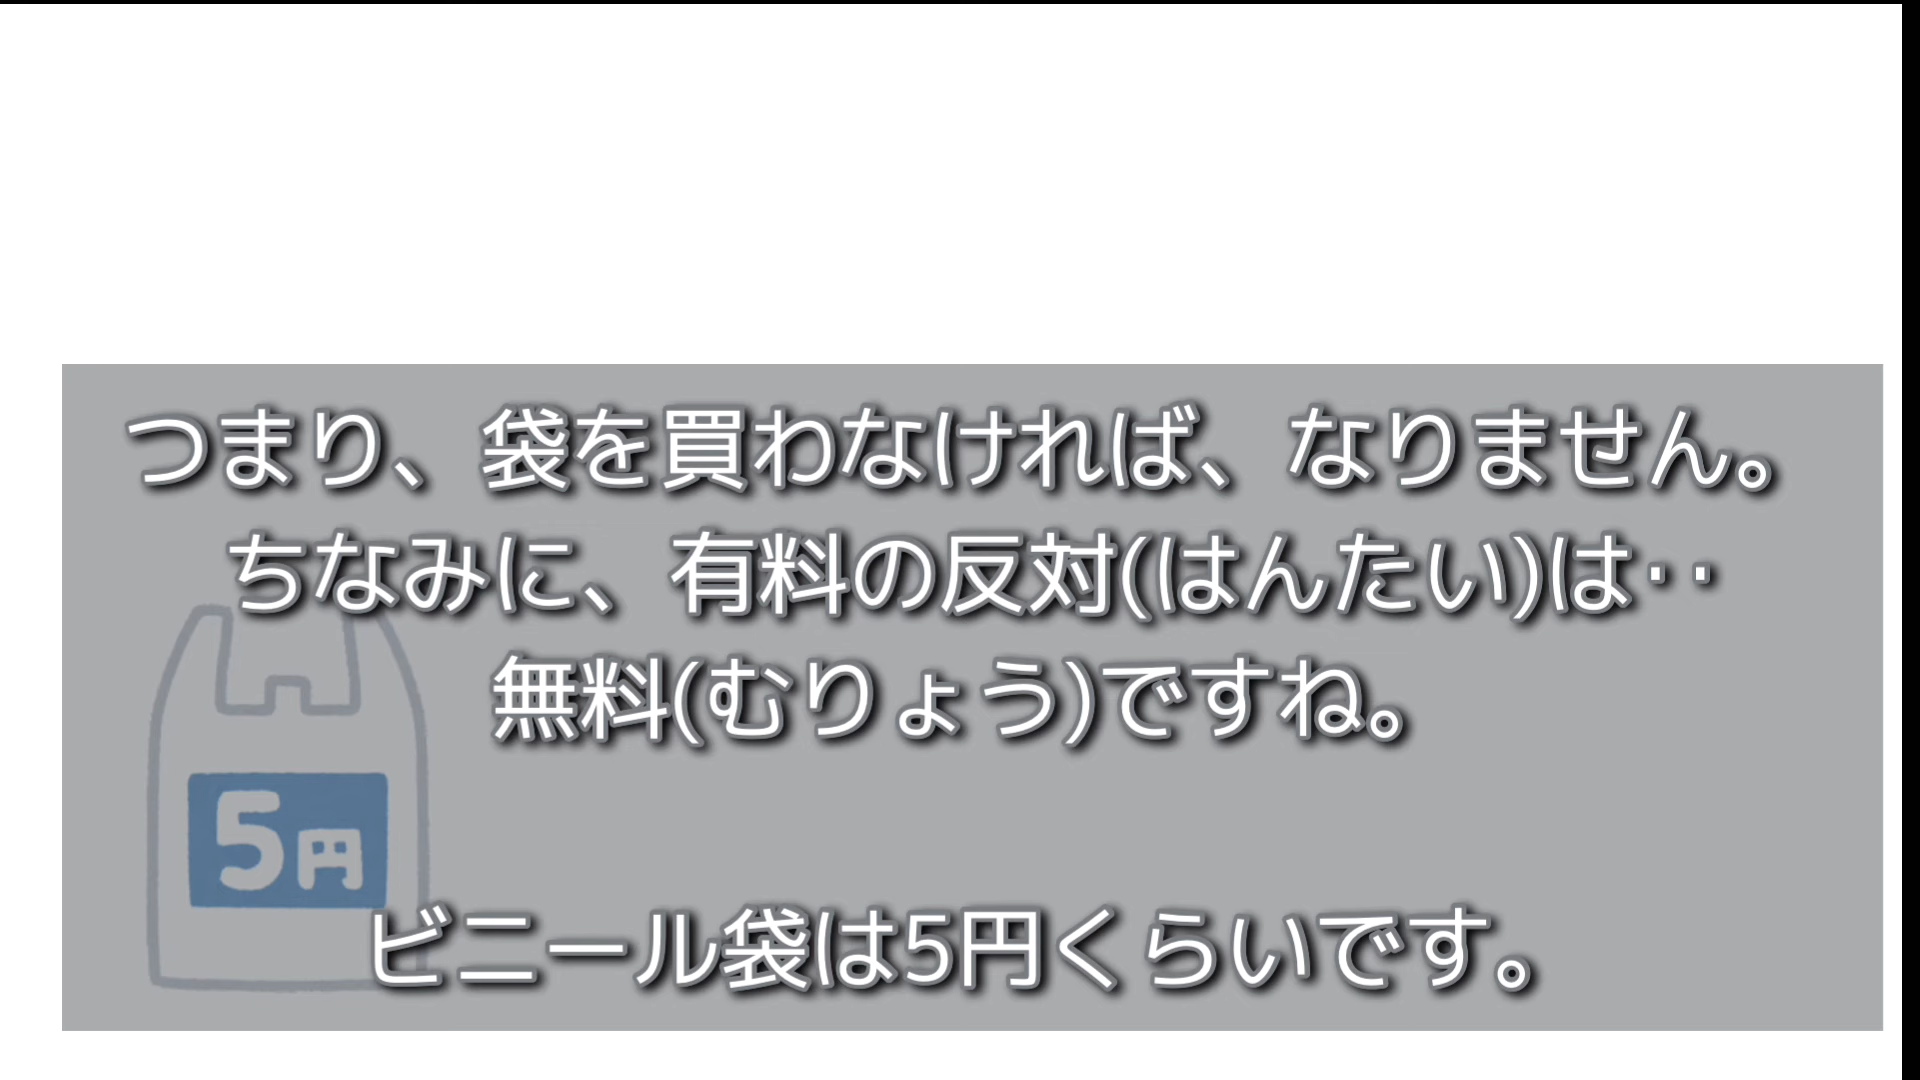 つまり、袋を買わなければ、なりません。
ちなみに、有料の反対(はんたい)は‥
無料(むりょう)ですね。
5円
ビニール袋は5円くらいです。